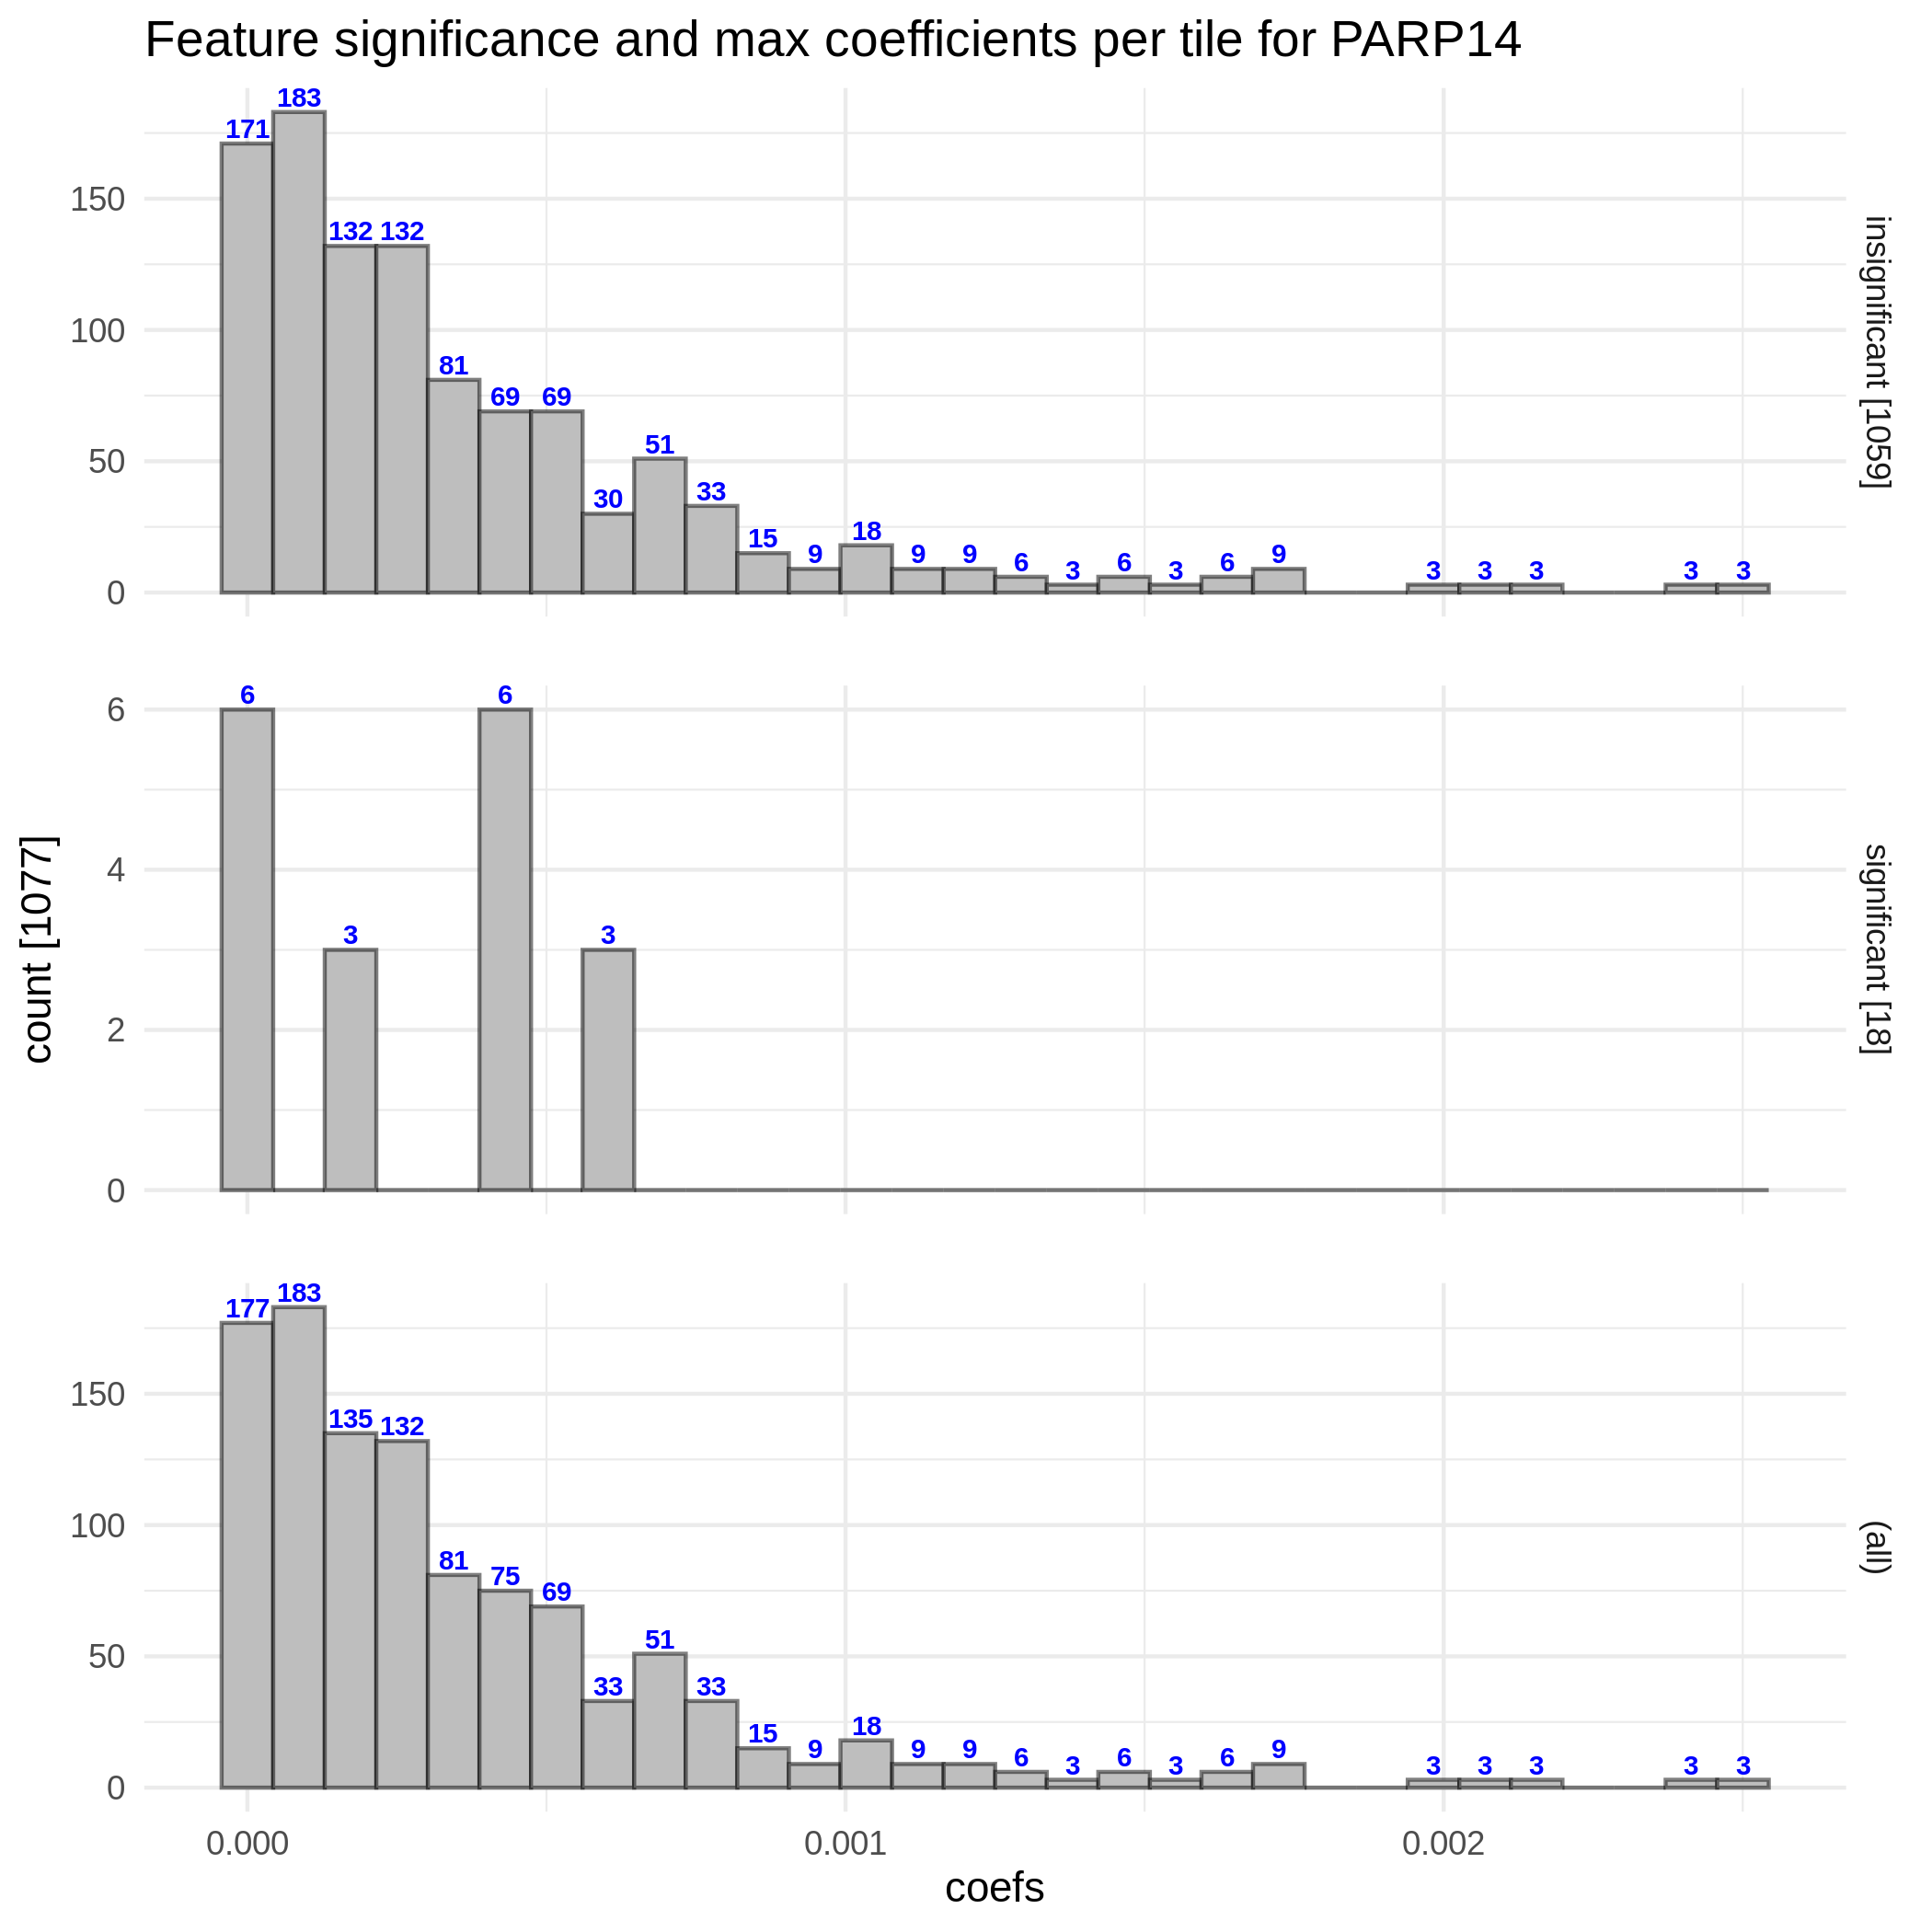 Feature significance and max coefficients per tile for PARP14
171 183 132 132 81 69 69 30 51 33 15 9 18 9 9 6 3 6 3 6 9 3 3 3 3 3
150
100
50
0
insignificant [1059]
6 3 6 3
6
4
2
0
significant [18]
count [1077]
177 183 135 132 81 75 69 33 51 33 15 9 18 9 9 6 3 6 3 6 9 3 3 3 3 3
150
100
50
0
(all)
0.000 0.001 0.002
coefs